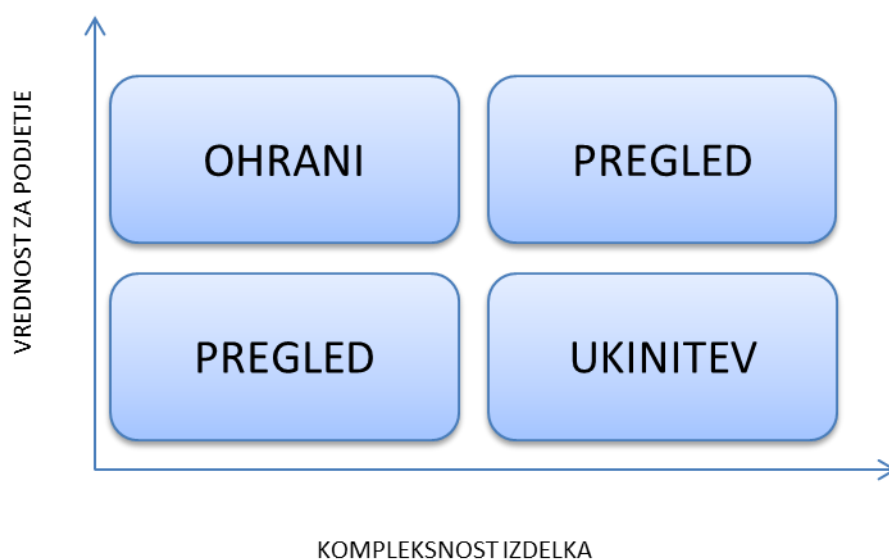 VREDNOST ZA PODJETJE
OHRANI
PREGLED
PREGLED
UKINITEV
KOMPLEKSNOST IZDELKA